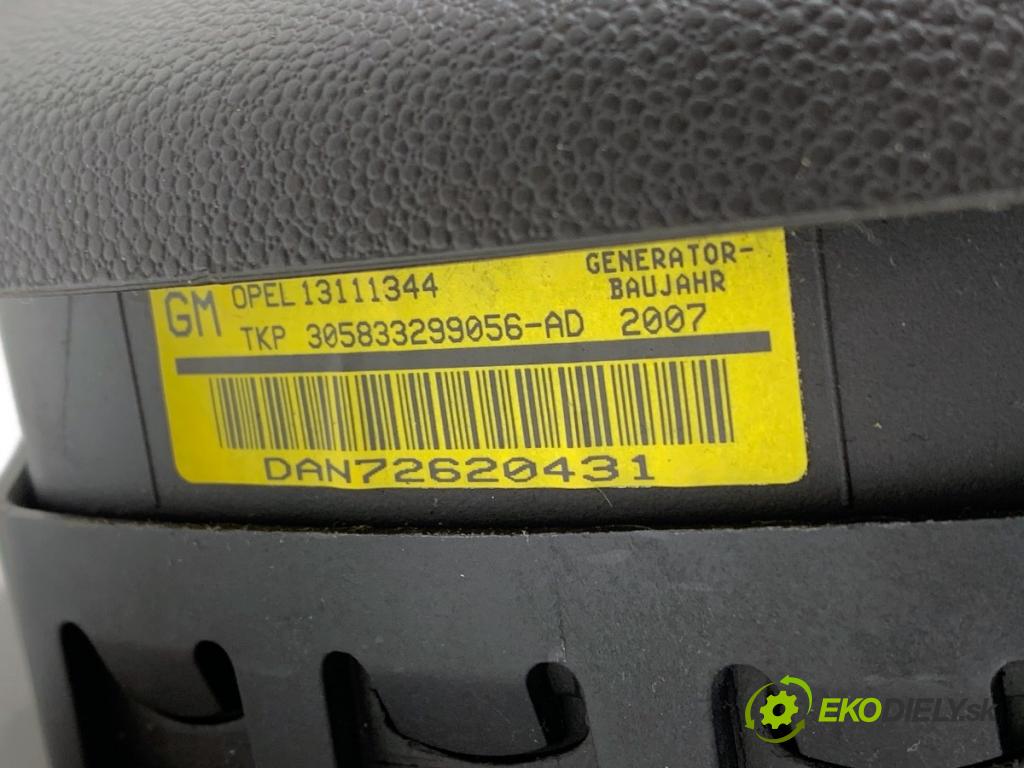 GM OPEL 13111344 GENERATOR-
BAUJAHR
TKP 305833299056-AD 2007
DAN72620431
EKODIELY.sk